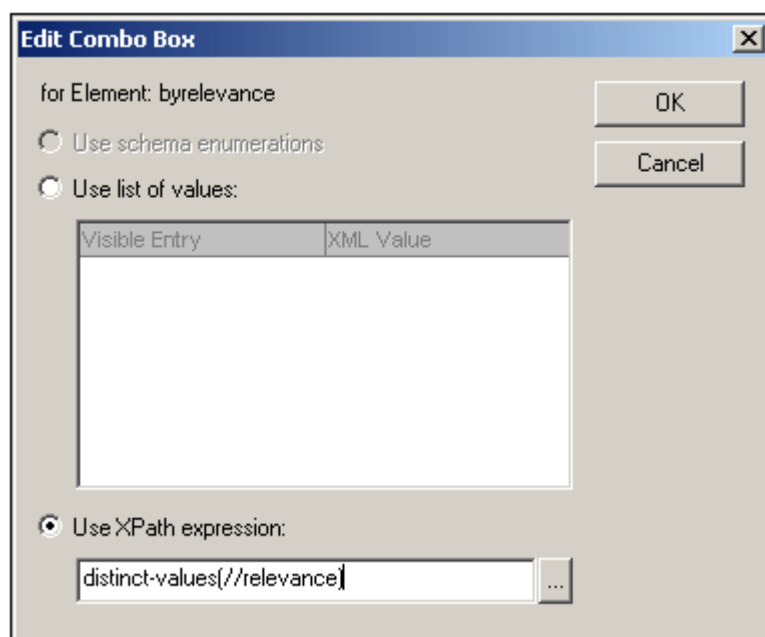 Edit Combo Box
for Element: byrelevance
OK
Use schema enumerations
Cancel
Use list of values:
Visible Entry XML Value
Use XPath expression:
distinct-values(//relevance)
...